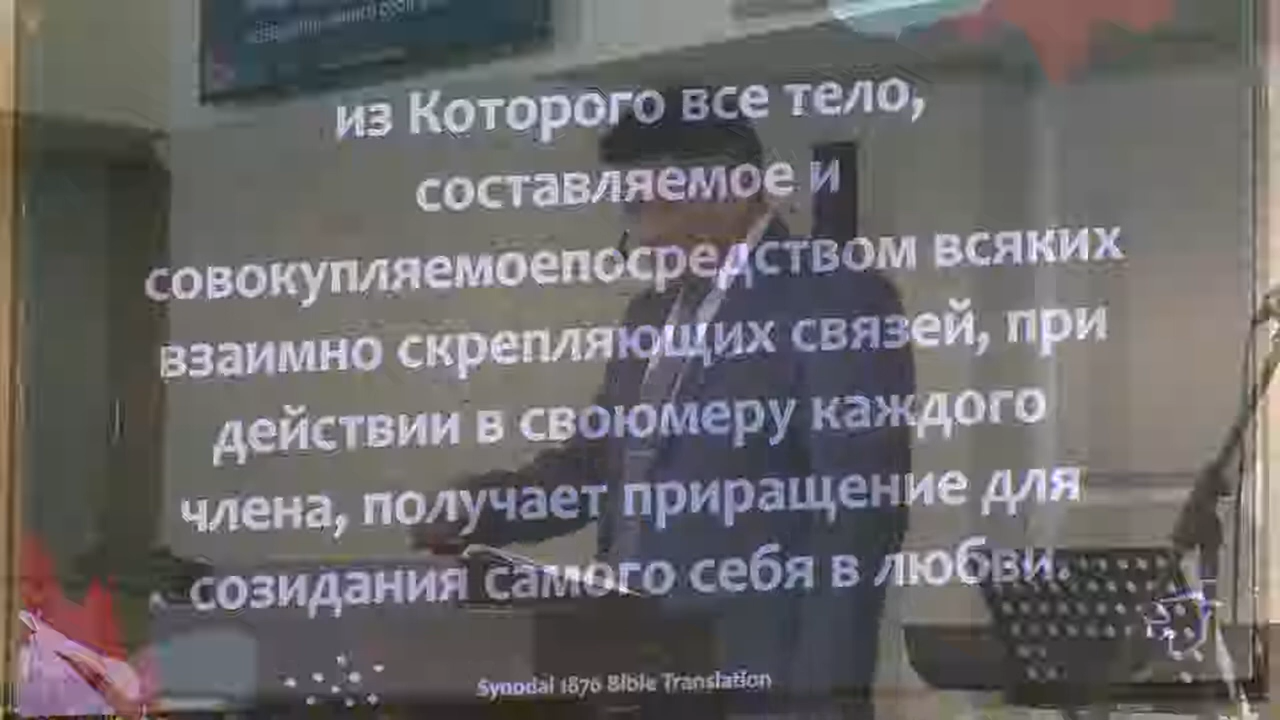 из Которого все тело,
составляемое и
совокупляемоепосредством всяких
взаимно скрепляющих связей, при
действии в своюмеру каждого
члена, получает приращение для
созидания самого себя в любви.
Synodal 1876 Bible Translation